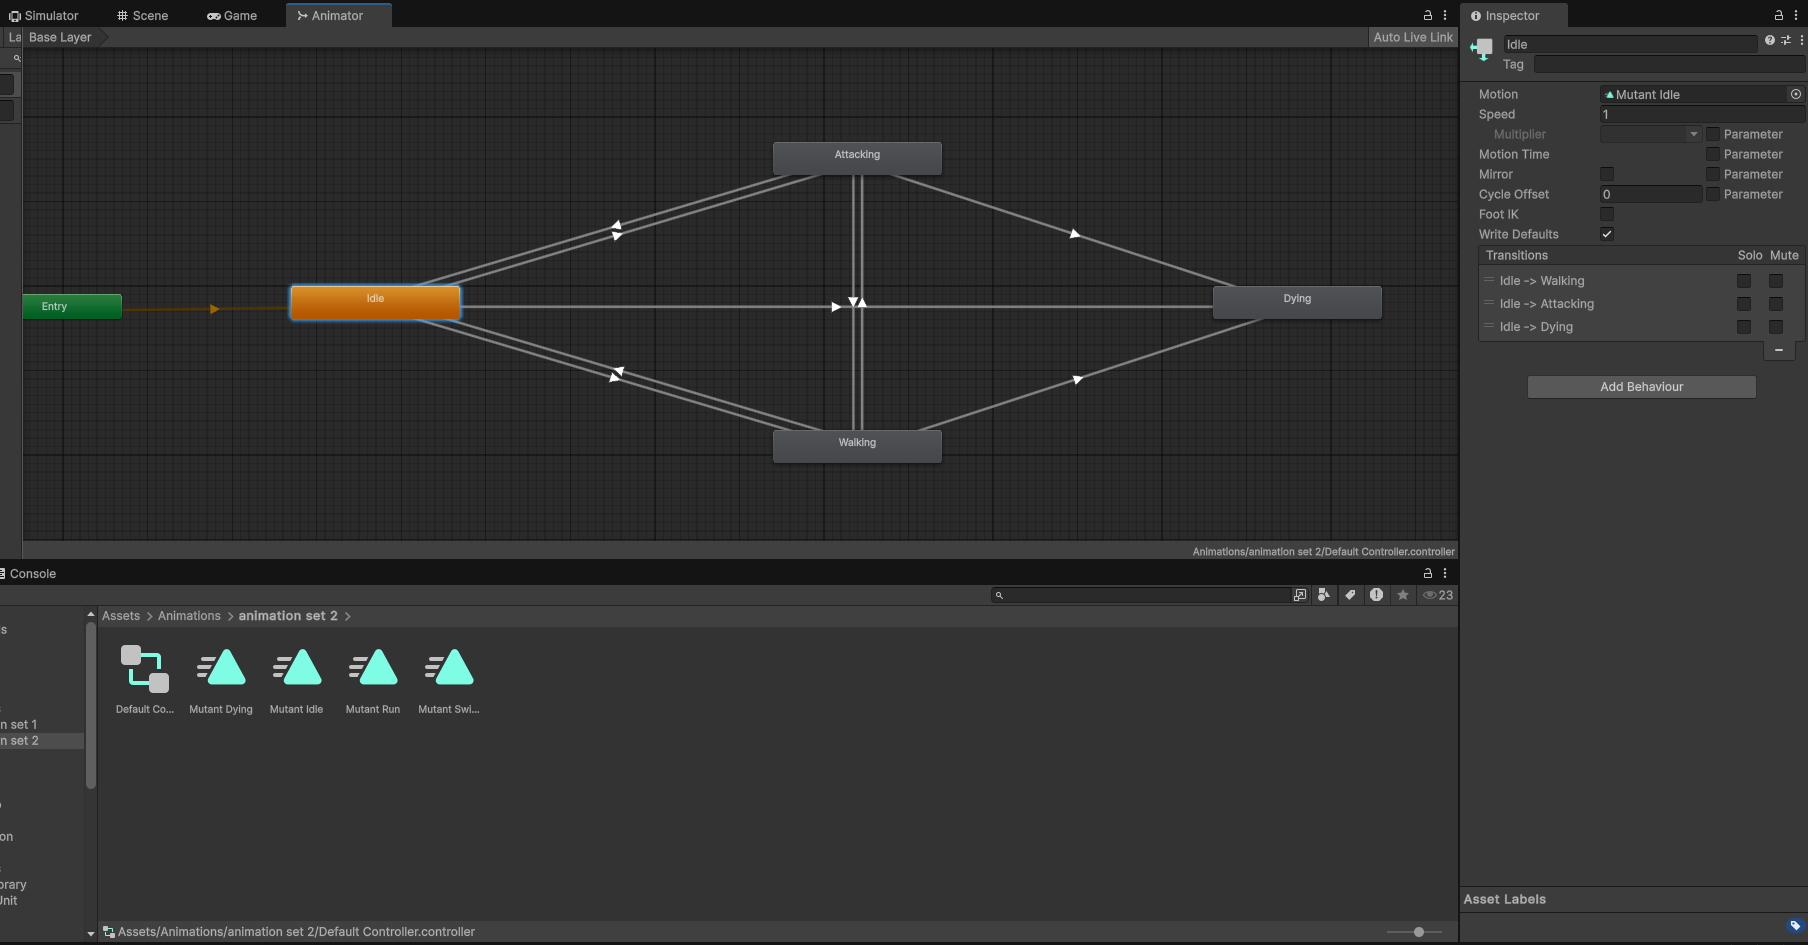 Simulator
Scene
Game
Animator
Inspector
La
Base Layer
Auto Live Link
Idle
Tag
Motion
Mutant Idle
Speed
1
Multiplier
Parameter
Motion Time
Parameter
Mirror
Parameter
Cycle Offset
0
Parameter
Foot IK
Write Defaults
Transitions
Solo
Mute
Idle -> Walking
Idle -> Attacking
Idle -> Dying
Add Behaviour
Attacking
Entry
Idle
Dying
Walking
Animations/animation set 2/Default Controller.controller
Console
23
Assets > Animations > animation set 2 >
s
n set 1
n set 2
on
orary
Unit
Default Co...
Mutant Dying
Mutant Idle
Mutant Run
Mutant Swi...
Assets/Animations/animation set 2/Default Controller.controller
Asset Labels